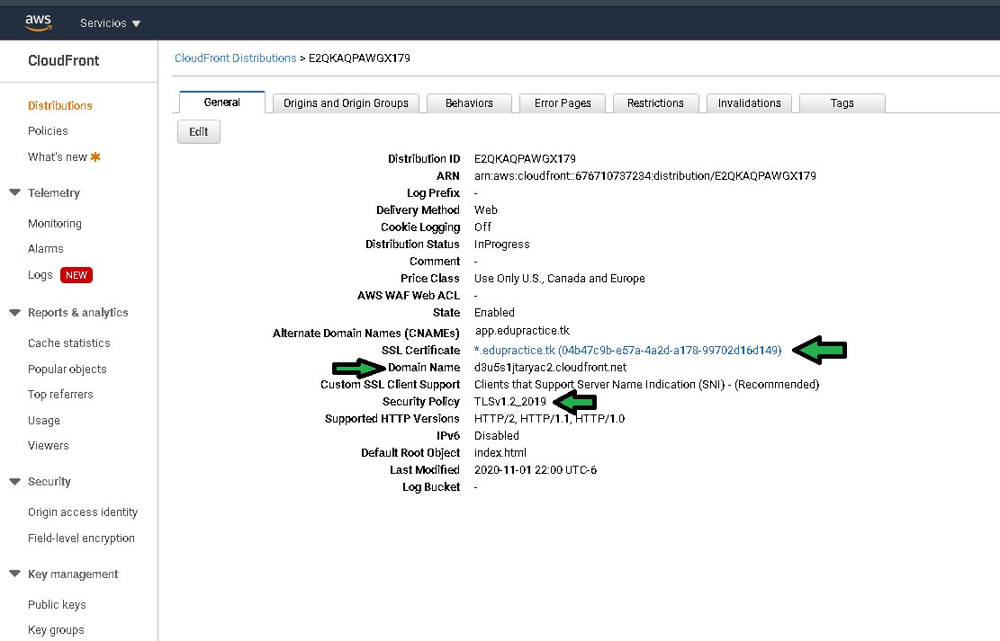 aws Servicios
CloudFront
CloudFront Distributions > E2QKAQPAWGX179
Distributions
Policies
What's new
Telemetry
Monitoring
Alarms
Logs NEW
Reports & analytics
Cache statistics
Popular objects
Top referrers
Usage
Viewers
Security
Origin access identity
Field-level encryption
Key management
Public keys
Key groups
General Origins and Origin Groups Behaviors Error Pages Restrictions Invalidations Tags
Edit
Distribution ID E2QKAQPAWGX179
ARN arn:aws:cloudfront::676710737234:distribution/E2QKAQPAWGX179
Log Prefix -
Delivery Method Web
Cookie Logging Off
Distribution Status InProgress
Comment -
Price Class Use Only U.S., Canada and Europe
AWS WAF Web ACL -
State Enabled
Alternate Domain Names (CNAMEs) app.edupractice.tk
SSL Certificate *.edupractice.tk (04b47c9b-e57a-4a2d-a178-99702d16d149)
Domain Name d3u5s1jtaryac2.cloudfront.net
Custom SSL Client Support Clients that Support Server Name Indication (SNI) - (Recommended)
Security Policy TLSv1.2_2019
Supported HTTP Versions HTTP/2, HTTP/1.1, HTTP/1.0
IPv6 Disabled
Default Root Object index.html
Last Modified 2020-11-01 22:00 UTC-6
Log Bucket -